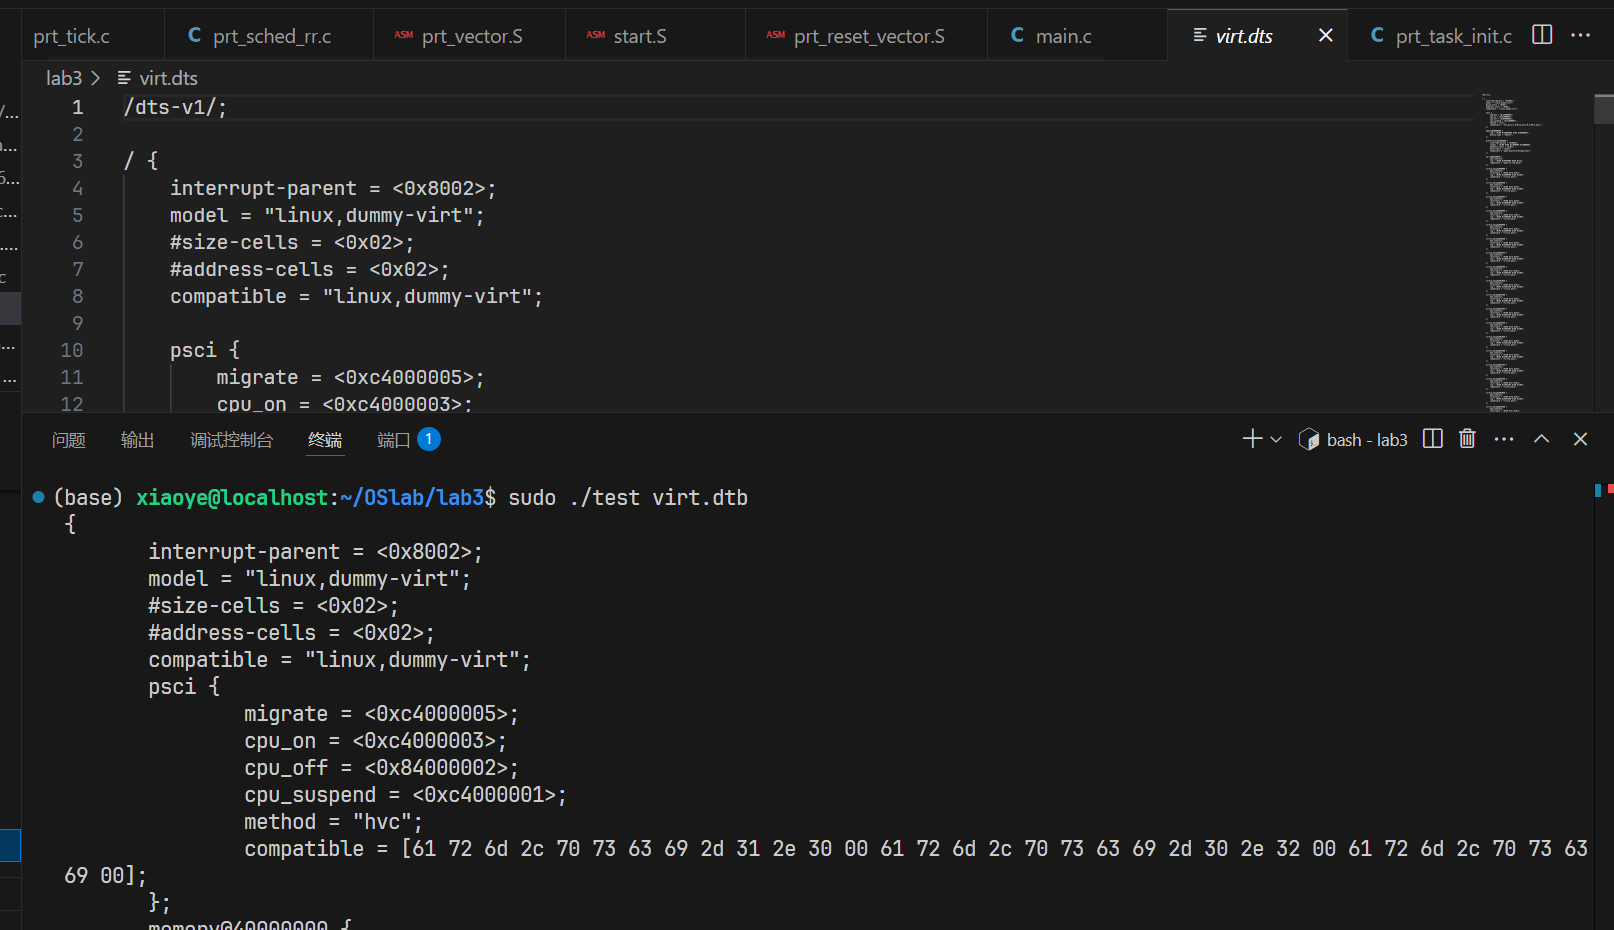 prt_tick.c C prt_sched_rr.c ASM prt_vector.S ASM start.S ASM prt_reset_vector.S C main.c virt.dts C prt_task_init.c
lab3 > virt.dts
1 /dts-v1/;
2
3 / {
4 interrupt-parent = <0x8002>;
5 model = "linux,dummy-virt";
6 #size-cells = <0x02>;
7 #address-cells = <0x02>;
8 compatible = "linux,dummy-virt";
9
10 psci {
11 migrate = <0xc4000005>;
12 cpu_on = <0xc4000003>;
问题 输出 调试控制台 终端 端口 1 bash - lab3
(base) xiaoye@localhost:~/OSlab/lab3$ sudo ./test virt.dtb
{
interrupt-parent = <0x8002>;
model = "linux,dummy-virt";
#size-cells = <0x02>;
#address-cells = <0x02>;
compatible = "linux,dummy-virt";
psci {
migrate = <0xc4000005>;
cpu_on = <0xc4000003>;
cpu_off = <0x84000002>;
cpu_suspend = <0xc4000001>;
method = "hvc";
compatible = [61 72 6d 2c 70 73 63 69 2d 31 2e 30 00 61 72 6d 2c 70 73 63 69 2d 30 2e 32 00 61 72 6d 2c 70 73 63
69 00];
};
memory@40000000 {